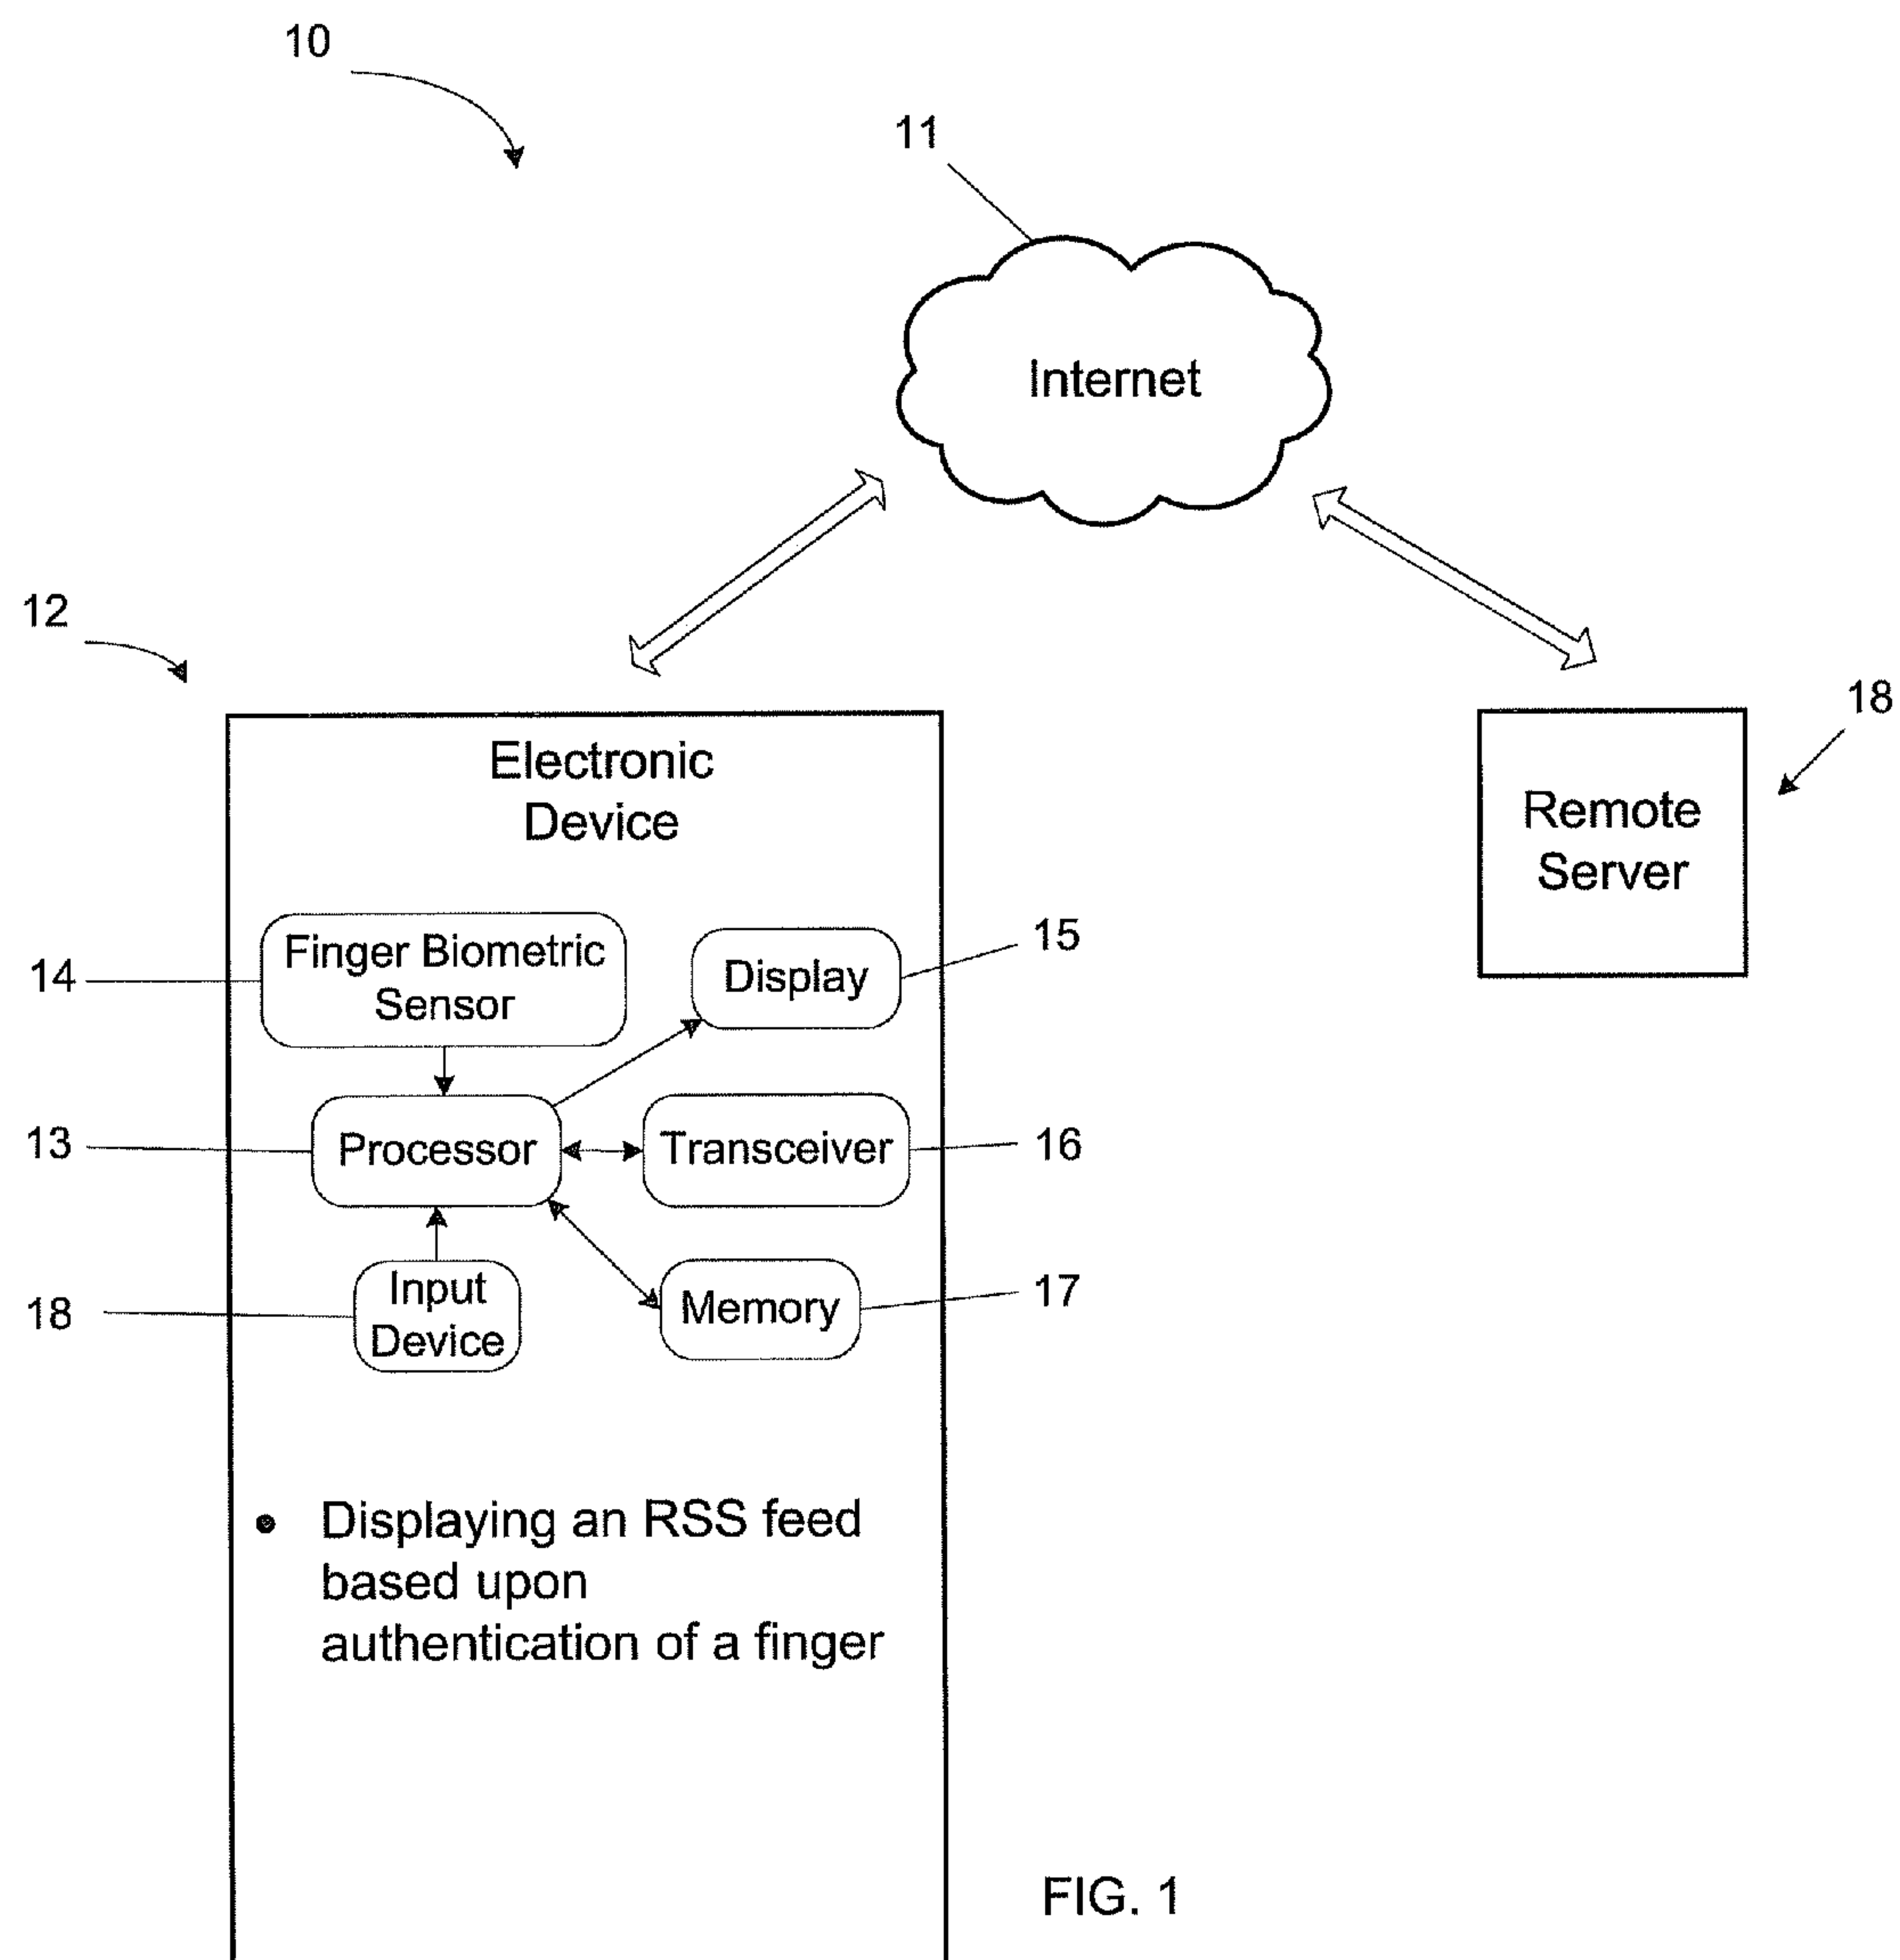 10
11
Internet
12
Electronic
Device
18
Remote
Server
Finger Biometric
Sensor
14
Display
15
13
Processor
Transceiver
16
18
Input
Device
Memory
17
• Displaying an RSS feed
based upon
authentication of a finger
FIG. 1